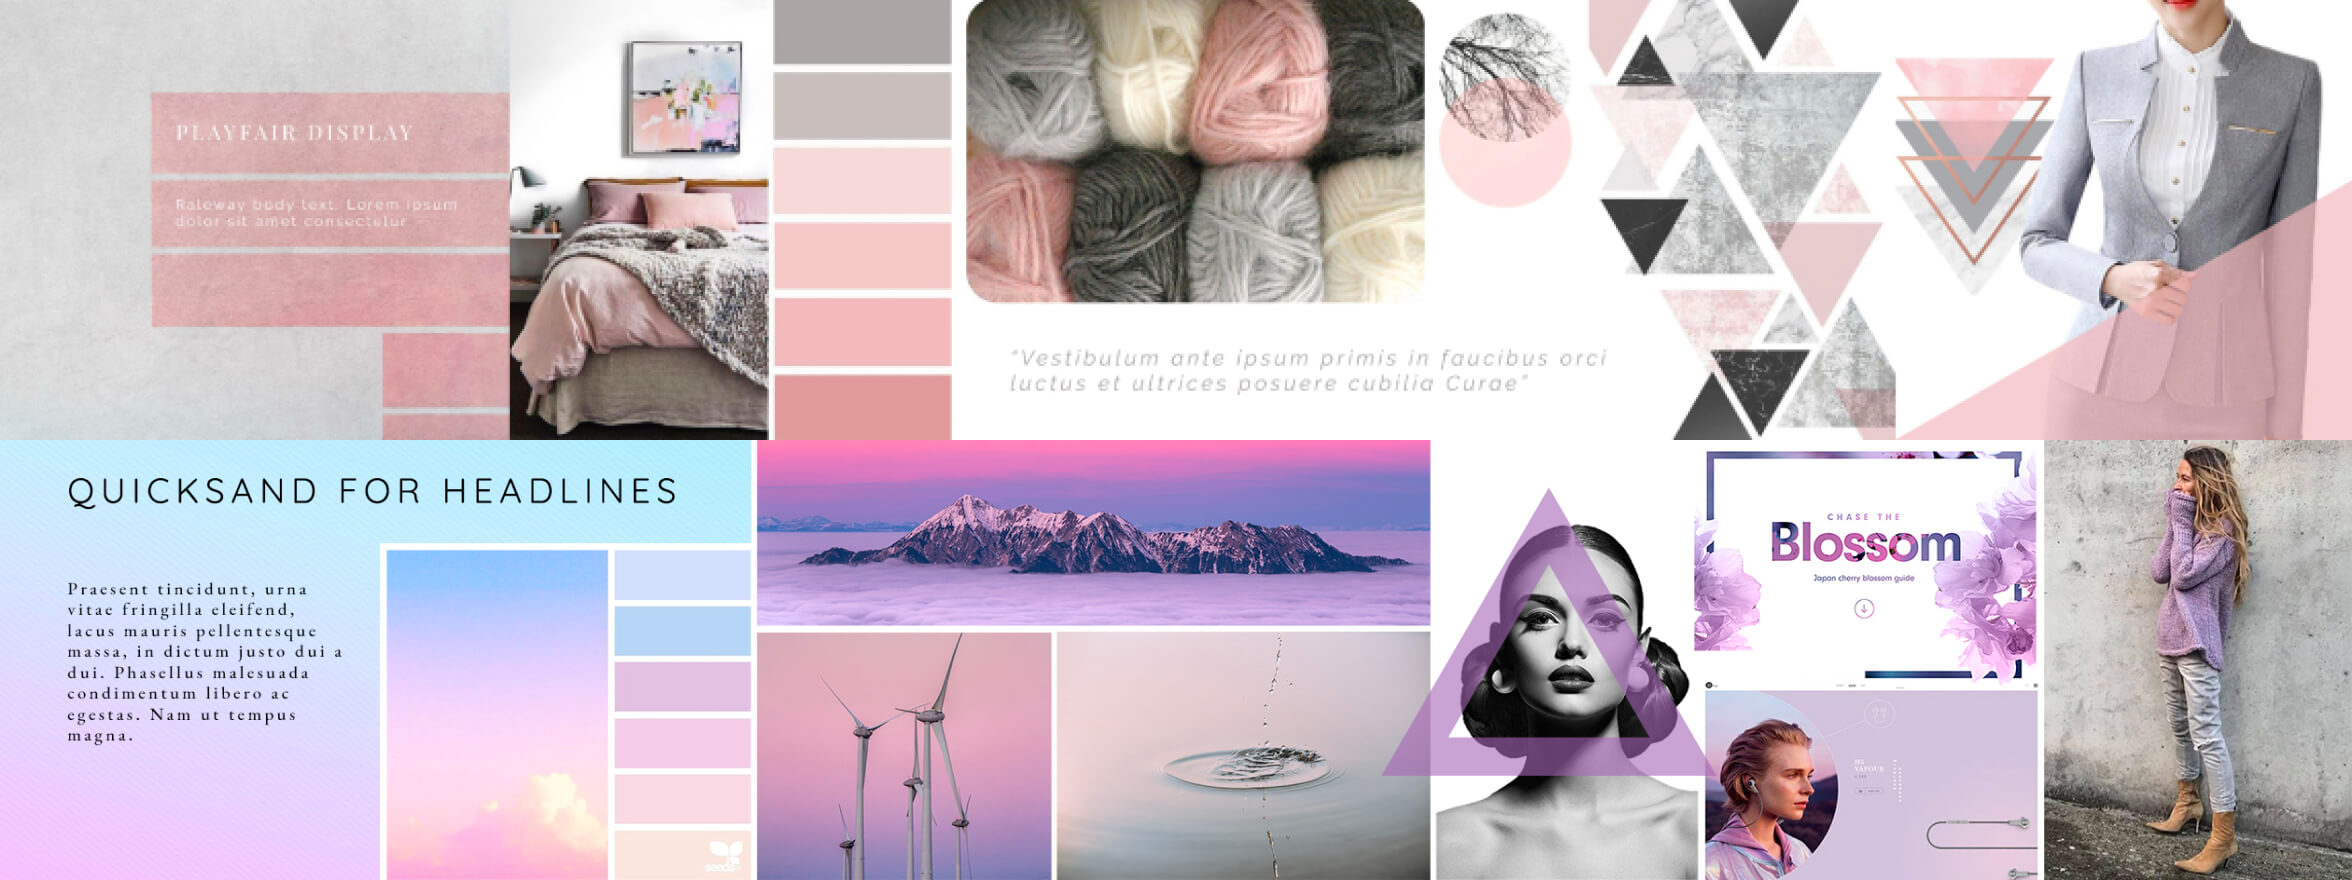 PLAYFAIR DISPLAY
Raleway body text. Lorem ipsum
dolor sit amet consectetur
"Vestibulum ante ipsum primis in faucibus orci
luctus et ultrices posuere cubilia Curae"
QUICKSAND FOR HEADLINES
Praesent tincidunt, urna
vitae fringilla eleifend,
lacus mauris pellentesque
massa, in dictum justo dui a
dui. Phasellus malesuada
condimentum libero ac
egestas. Nam ut tempus
magna.
seeds
CHASE THE
Blossom
Japan cherry blossom guide
VAPOUR